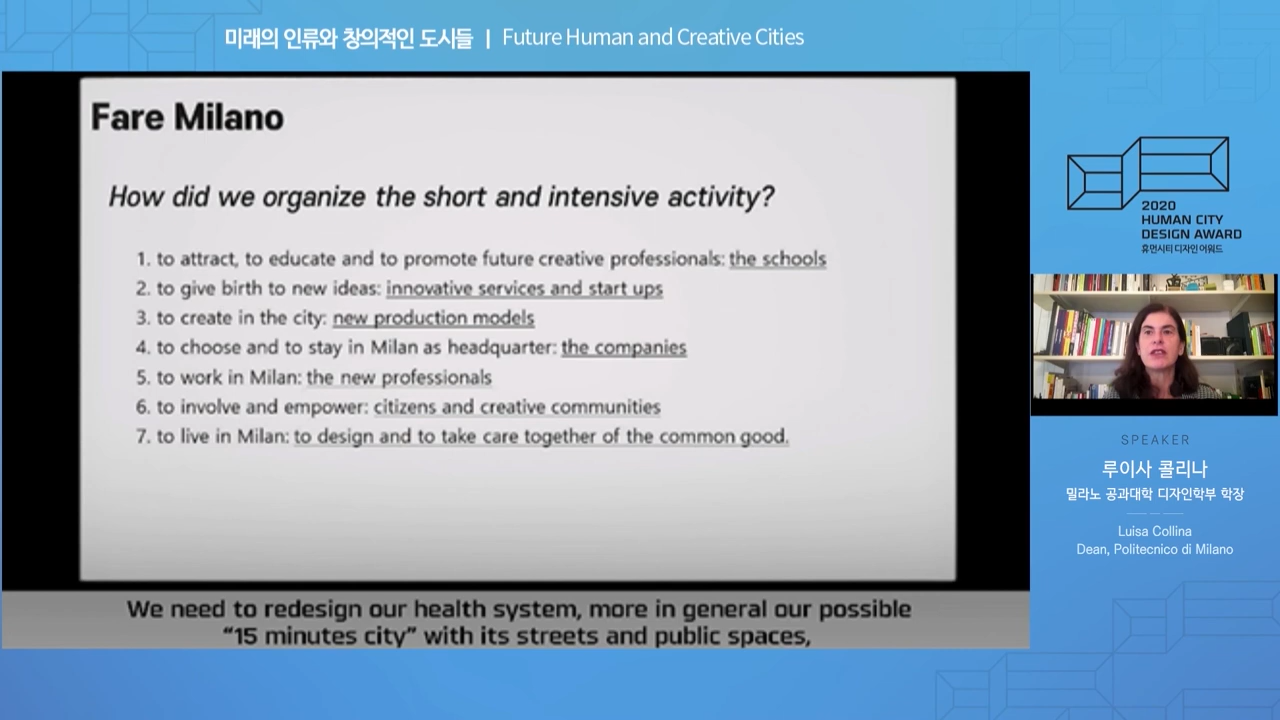 미래의 인류와 창의적인 도시들 | Future Human and Creative Cities
Fare Milano
How did we organize the short and intensive activity?
1. to attract, to educate and to promote future creative professionals: the schools
2. to give birth to new ideas: innovative services and start ups
3. to create in the city: new production models
4. to choose and to stay in Milan as headquarter: the companies
5. to work in Milan: the new professionals
6. to involve and empower: citizens and creative communities
7. to live in Milan: to design and to take care together of the common good.
We need to redesign our health system, more in general our possible
“15 minutes city” with its streets and public spaces,
2020
HUMAN CITY
DESIGN AWARD
휴먼시티 디자인 어워드
SPEAKER
루이사 콜리나
밀라노 공과대학 디자인학부 학장
Luisa Collina
Dean, Politecnico di Milano